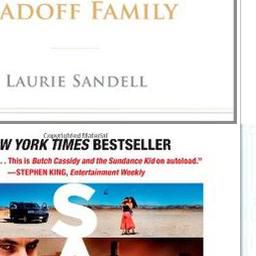 ADOFF FAMILY
LAURIE SANDELL
Copyrighted Material
W YORK TIMES BESTSELLER
. . This is Butch Cassidy and the Sundance Kid on autoload."
—STEPHEN KING, Entertainment Weekly
S